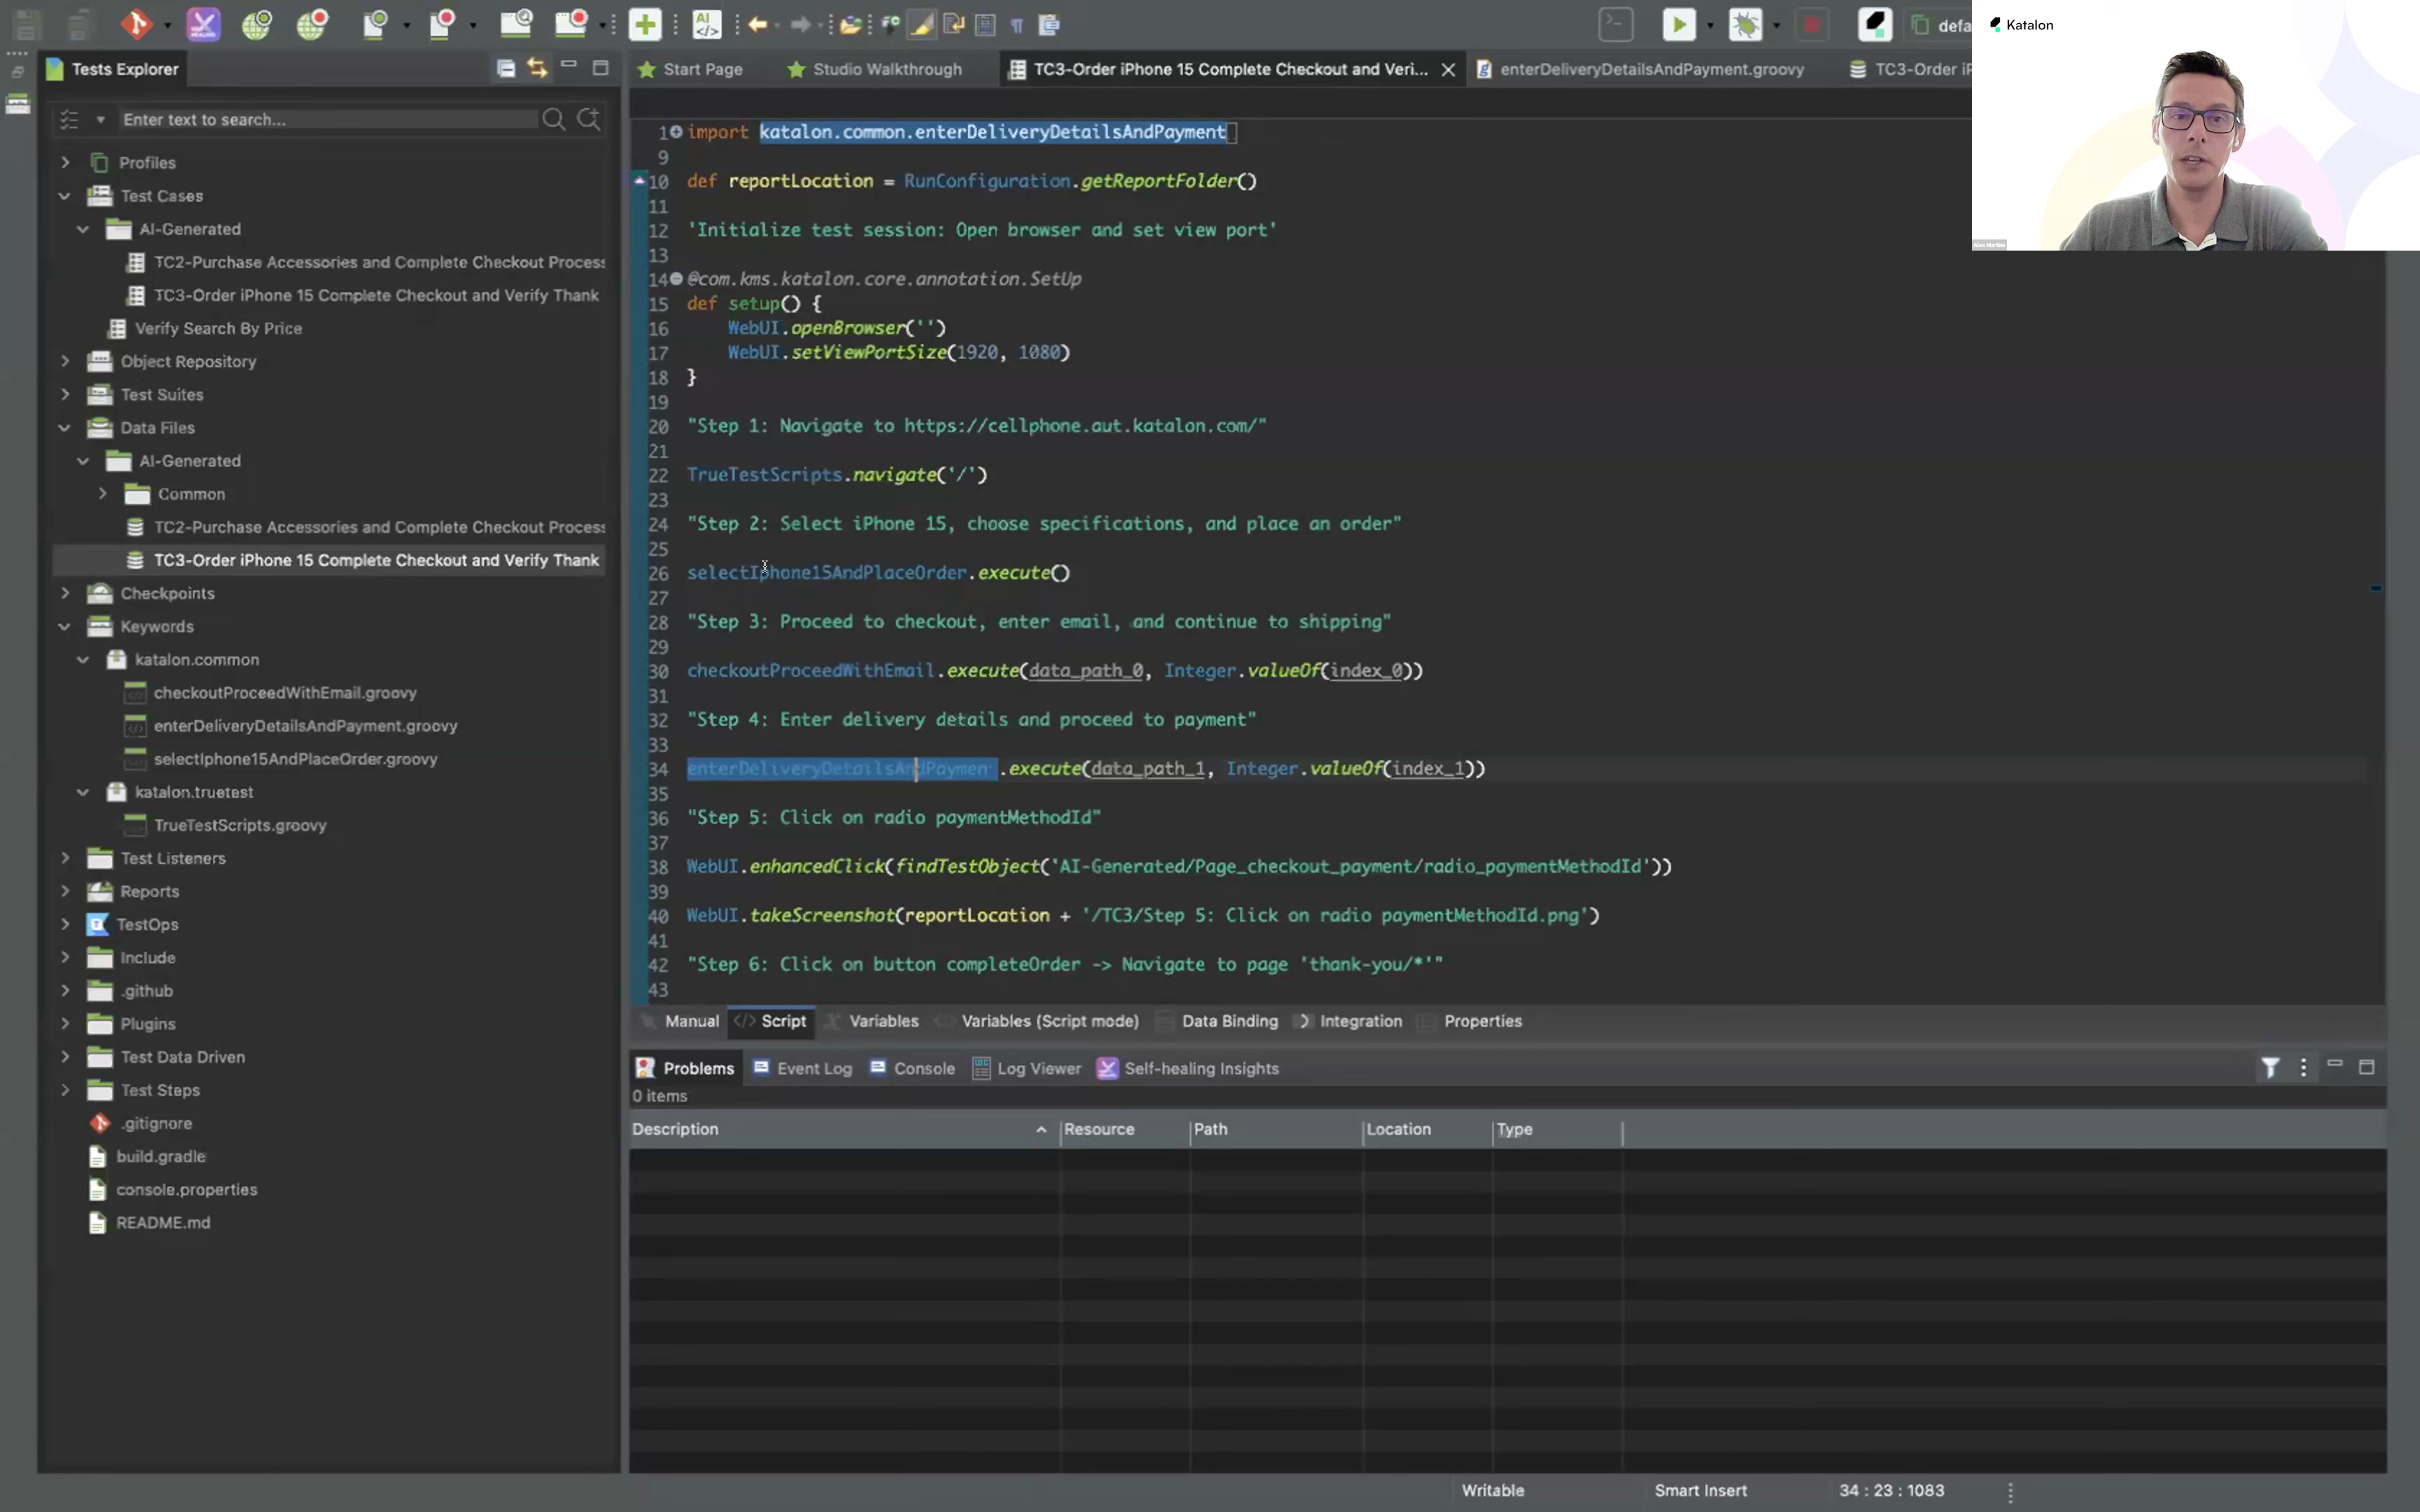 Katalon
defa
Tests Explorer
Start Page
Studio Walkthrough
TC3-Order iPhone 15 Complete Checkout and Veri...
enterDeliveryDetailsAndPayment.groovy
TC3-Order iP
Enter text to search...
Profiles
Test Cases
AI-Generated
TC2-Purchase Accessories and Complete Checkout Process
TC3-Order iPhone 15 Complete Checkout and Verify Thank
Verify Search By Price
Object Repository
Test Suites
Data Files
AI-Generated
Common
TC2-Purchase Accessories and Complete Checkout Process
TC3-Order iPhone 15 Complete Checkout and Verify Thank
Checkpoints
Keywords
katalon.common
checkoutProceedWithEmail.groovy
enterDeliveryDetailsAndPayment.groovy
selectIphone15AndPlaceOrder.groovy
katalon.truetest
TrueTestScripts.groovy
Test Listeners
Reports
TestOps
Include
.github
Plugins
Test Data Driven
Test Steps
.gitignore
build.gradle
console.properties
README.md
1 import katalon.common.enterDeliveryDetailsAndPayment
9
10 def reportLocation = RunConfiguration.getReportFolder()
11
12 'Initialize test session: Open browser and set view port'
13
14 @com.kms.katalon.core.annotation.SetUp
15 def setup() {
16 WebUI.openBrowser('')
17 WebUI.setViewPortSize(1920, 1080)
18 }
19
20 "Step 1: Navigate to https://cellphone.aut.katalon.com/"
21
22 TrueTestScripts.navigate('/')
23
24 "Step 2: Select iPhone 15, choose specifications, and place an order"
25
26 selectIphone15AndPlaceOrder.execute()
27
28 "Step 3: Proceed to checkout, enter email, and continue to shipping"
29
30 checkoutProceedWithEmail.execute(data_path_0, Integer.valueOf(index_0))
31
32 "Step 4: Enter delivery details and proceed to payment"
33
34 enterDeliveryDetailsAndPayment.execute(data_path_1, Integer.valueOf(index_1))
35
36 "Step 5: Click on radio paymentMethodId"
37
38 WebUI.enhancedClick(findTestObject('AI-Generated/Page_checkout_payment/radio_paymentMethodId'))
39
40 WebUI.takeScreenshot(reportLocation + '/TC3/Step 5: Click on radio paymentMethodId.png')
41
42 "Step 6: Click on button completeOrder -> Navigate to page 'thank-you/*'"
43
Manual
Script
Variables
Variables (Script mode)
Data Binding
Integration
Properties
Problems
Event Log
Console
Log Viewer
Self-healing Insights
0 items
Description
Resource
Path
Location
Type
Writable
Smart Insert
34 : 23 : 1083